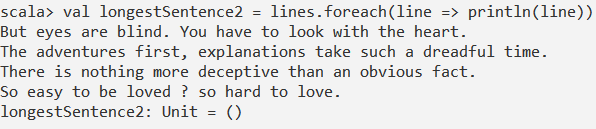 scala> val longestSentence2 = lines.foreach(line => println(line))
But eyes are blind. You have to look with the heart.
The adventures first, explanations take such a dreadful time.
There is nothing more deceptive than an obvious fact.
So easy to be loved ? so hard to love.
longestSentence2: Unit = ()